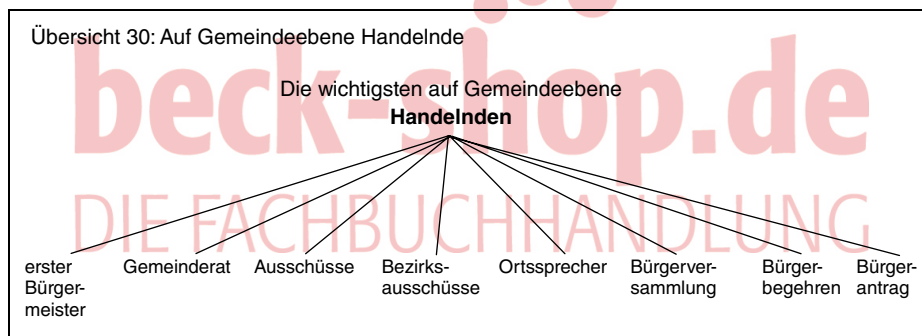 Übersicht 30: Auf Gemeindeebene Handelnde
Die wichtigsten auf Gemeindeebene
Handelnden
beck-shop.de
DIE FACHBUCHHANDLUNG
erster
Bürger-
meister
Gemeinderat
Ausschüsse
Bezirks-
ausschüsse
Ortssprecher
Bürgerver-
sammlung
Bürger-
begehren
Bürger-
antrag